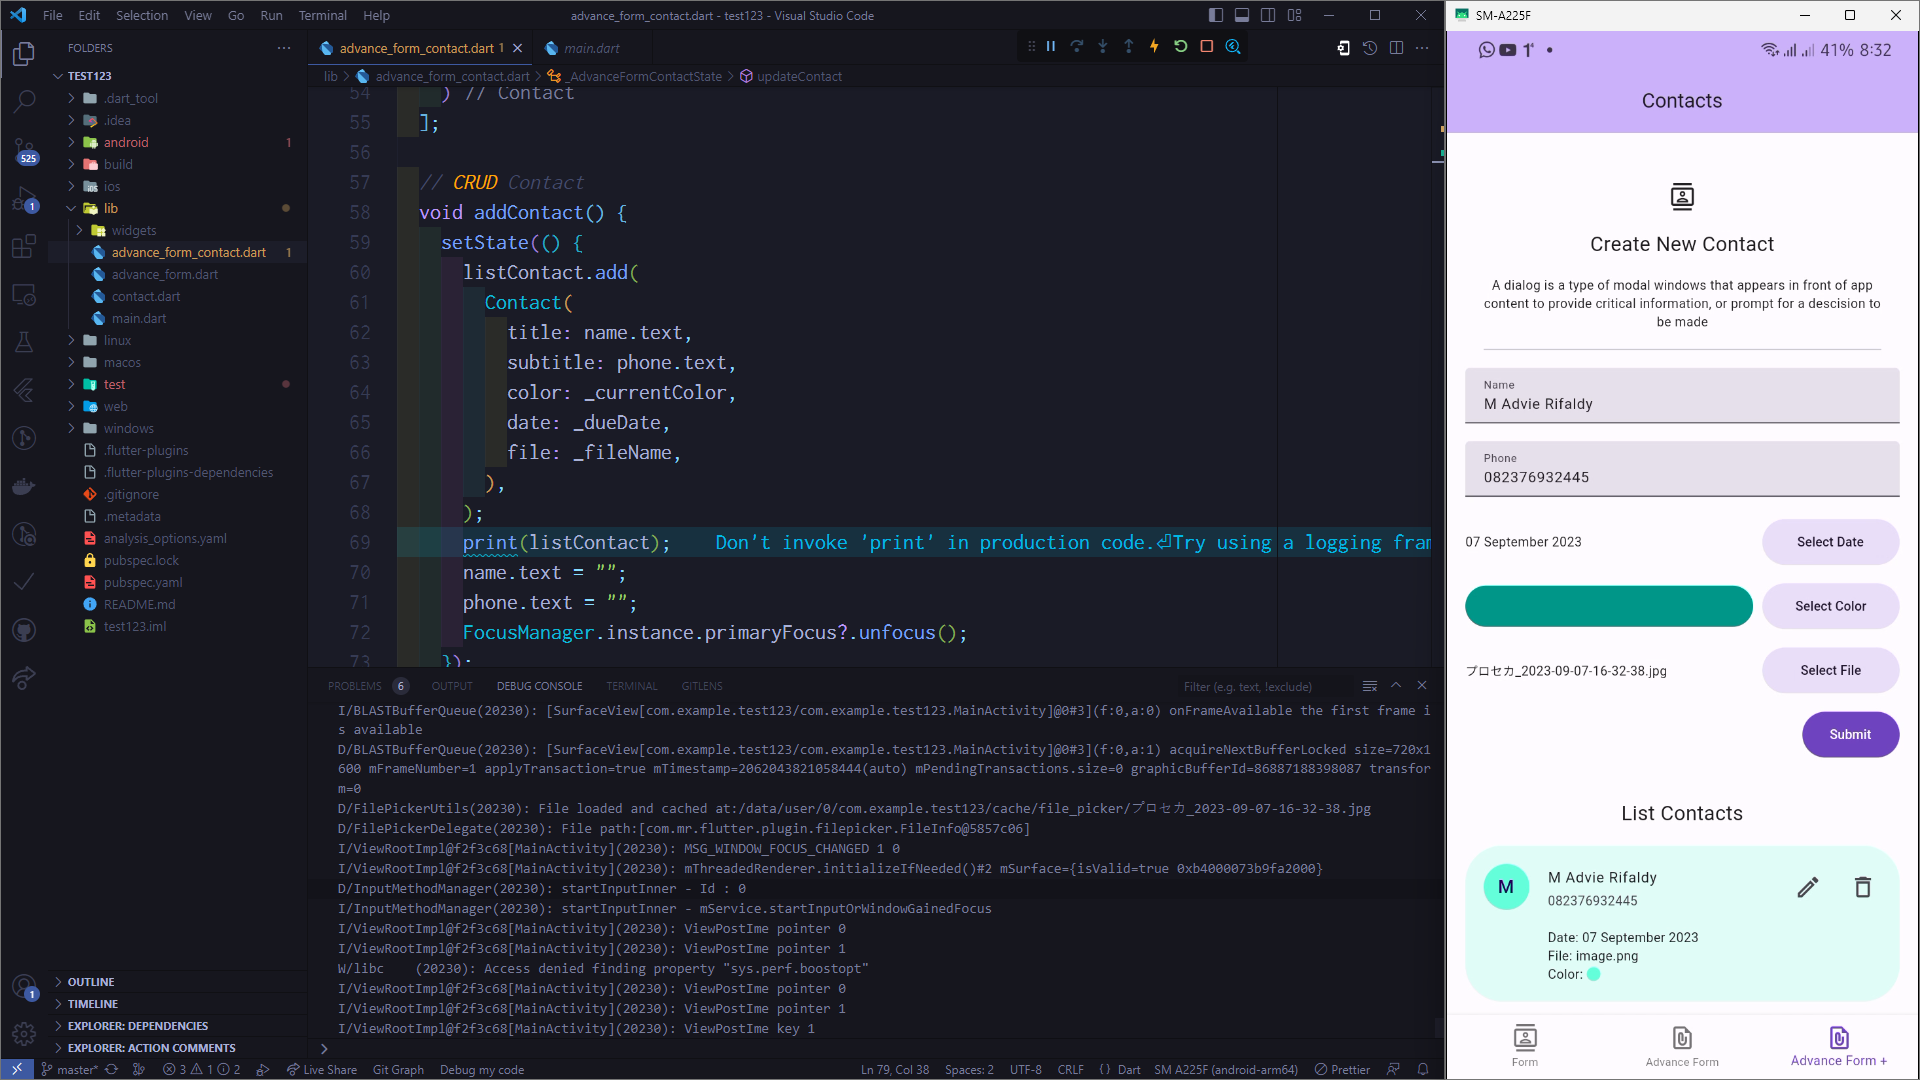 File Edit Selection View Go Run Terminal Help
advance_form_contact.dart - test123 - Visual Studio Code
FOLDERS
TEST123
.dart_tool
.idea
android 1
build
ios
lib
widgets
advance_form_contact.dart 1
advance_form.dart
contact.dart
main.dart
linux
macos
test
web
windows
.flutter-plugins
.flutter-plugins-dependencies
.gitignore
.metadata
analysis_options.yaml
pubspec.lock
pubspec.yaml
README.md
test123.iml
OUTLINE
TIMELINE
EXPLORER: DEPENDENCIES
EXPLORER: ACTION COMMENTS
525
1
1
advance_form_contact.dart 1
main.dart
lib > advance_form_contact.dart > _AdvanceFormContactState > updateContact
54 ) // Contact
55 ];
56
57 // CRUD Contact
58 void addContact() {
59 setState(() {
60 listContact.add(
61 Contact(
62 title: name.text,
63 subtitle: phone.text,
64 color: _currentColor,
65 date: _dueDate,
66 file: _fileName,
67 ),
68 );
69 print(listContact); Don't invoke 'print' in production code.⏎Try using a logging fram
70 name.text = "";
71 phone.text = "";
72 FocusManager.instance.primaryFocus?.unfocus();
73 });
PROBLEMS 6 OUTPUT DEBUG CONSOLE TERMINAL GITLENS
Filter (e.g. text, !exclude)
I/BLASTBufferQueue(20230): [SurfaceView[com.example.test123/com.example.test123.MainActivity]@0#3](f:0,a:0) onFrameAvailable the first frame i
s available
D/BLASTBufferQueue(20230): [SurfaceView[com.example.test123/com.example.test123.MainActivity]@0#3](f:0,a:1) acquireNextBufferLocked size=720x1
600 mFrameNumber=1 applyTransaction=true mTimestamp=2062043821058444(auto) mPendingTransactions.size=0 graphicBufferId=86887188398087 transfor
m=0
D/FilePickerUtils(20230): File loaded and cached at:/data/user/0/com.example.test123/cache/file_picker/プロセカ_2023-09-07-16-32-38.jpg
D/FilePickerDelegate(20230): File path:[com.mr.flutter.plugin.filepicker.FileInfo@5857c06]
I/ViewRootImpl@f2f3c68[MainActivity](20230): MSG_WINDOW_FOCUS_CHANGED 1 0
I/ViewRootImpl@f2f3c68[MainActivity](20230): mThreadedRenderer.initializeIfNeeded()#2 mSurface={isValid=true 0xb4000073b9fa2000}
D/InputMethodManager(20230): startInputInner - Id : 0
I/InputMethodManager(20230): startInputInner - mService.startInputOrWindowGainedFocus
I/ViewRootImpl@f2f3c68[MainActivity](20230): ViewPostIme pointer 0
I/ViewRootImpl@f2f3c68[MainActivity](20230): ViewPostIme pointer 1
W/libc (20230): Access denied finding property "sys.perf.boostopt"
I/ViewRootImpl@f2f3c68[MainActivity](20230): ViewPostIme pointer 0
I/ViewRootImpl@f2f3c68[MainActivity](20230): ViewPostIme pointer 1
I/ViewRootImpl@f2f3c68[MainActivity](20230): ViewPostIme key 1
master* 3 1 2 Live Share Git Graph Debug my code
Ln 79, Col 38 Spaces: 2 UTF-8 CRLF {} Dart SM A225F (android-arm64) Prettier
SM-A225F
41% 8:32
Contacts
Create New Contact
A dialog is a type of modal windows that appears in front of app
content to provide critical information, or prompt for a descision to
be made
Name
M Advie Rifaldy
Phone
082376932445
07 September 2023 Select Date
Select Color
プロセカ_2023-09-07-16-32-38.jpg Select File
Submit
List Contacts
M
M Advie Rifaldy
082376932445
Date: 07 September 2023
File: image.png
Color:
Form
Advance Form
Advance Form +